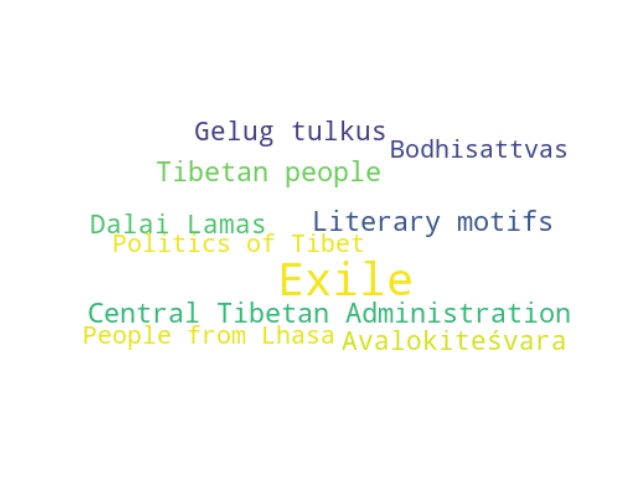 Gelug tulkus
Bodhisattvas
Tibetan people
Dalai Lamas
Literary motifs
Politics of Tibet
Exile
Central Tibetan Administration
People from Lhasa
Avalokiteśvara